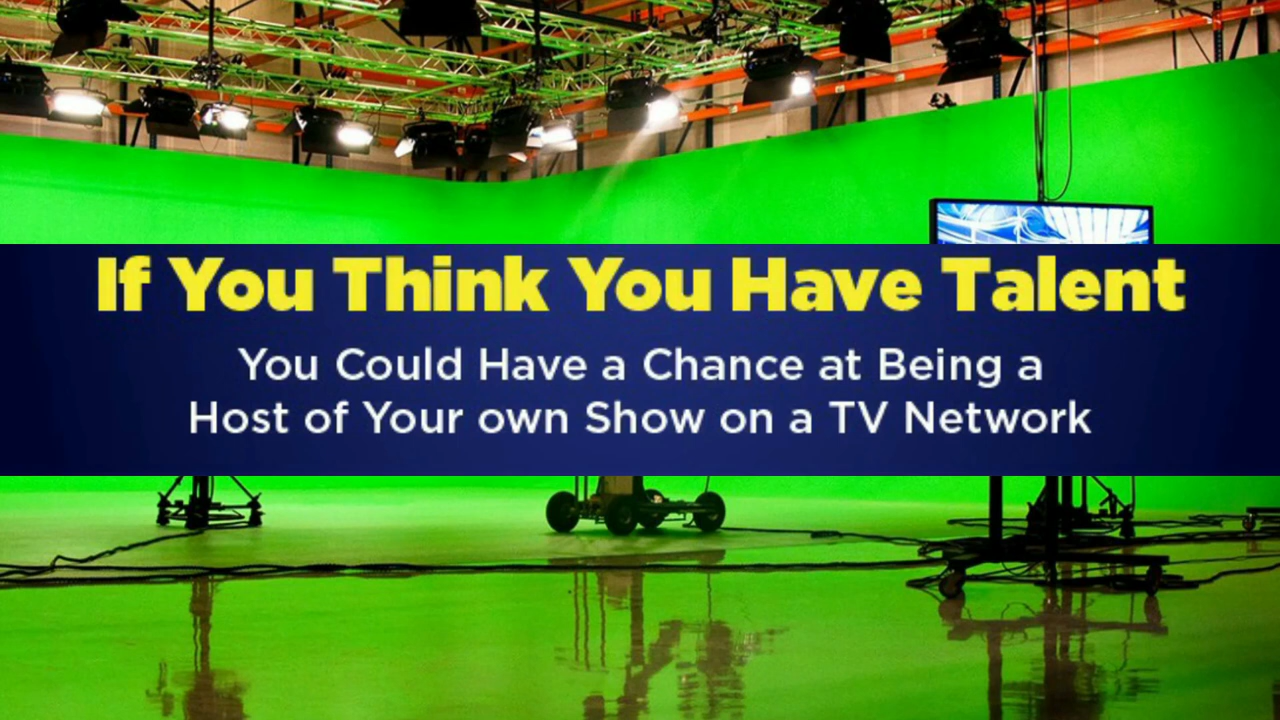 If You Think You Have Talent
You Could Have a Chance at Being a
Host of Your own Show on a TV Network